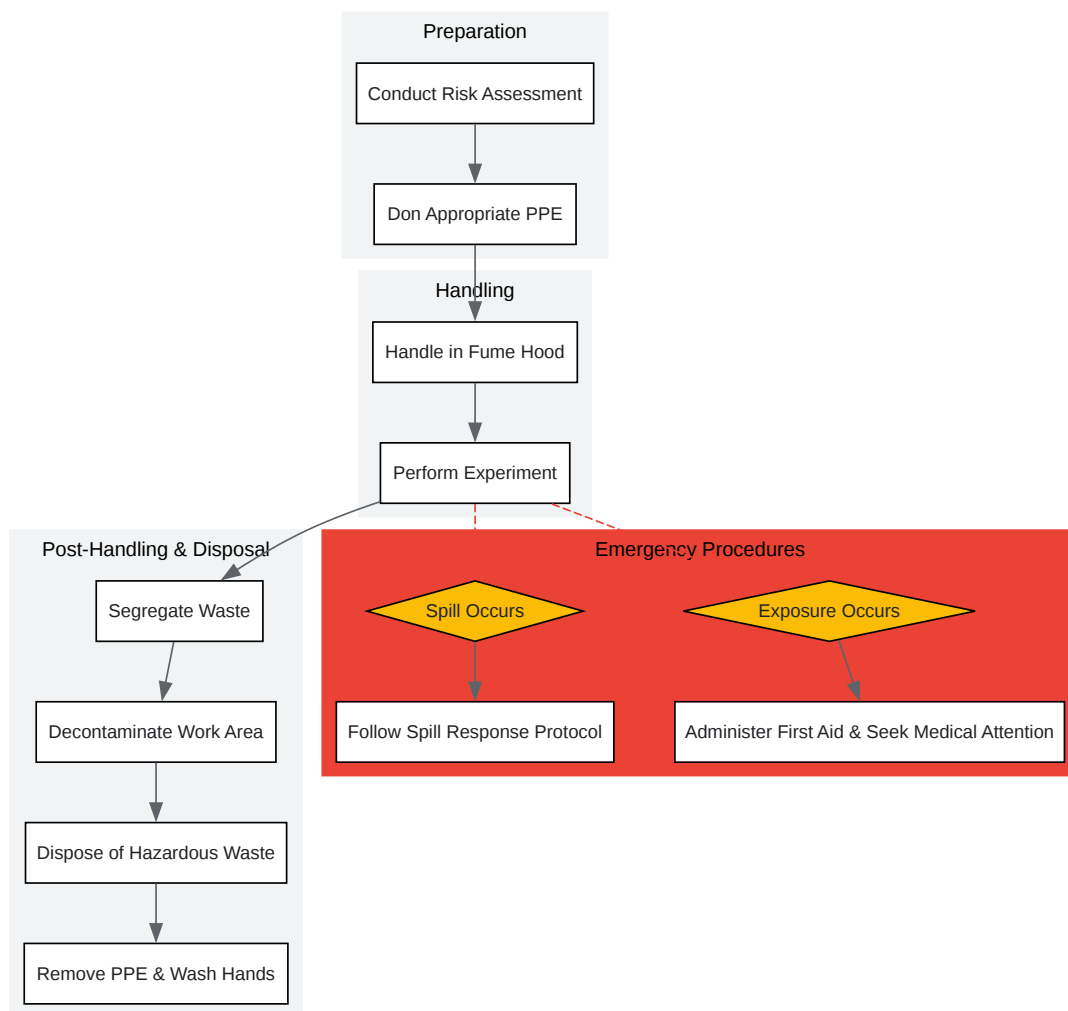 Preparation
Conduct Risk Assessment
Don Appropriate PPE
Handling
Handle in Fume Hood
Perform Experiment
Post-Handling & Disposal
Segregate Waste
Decontaminate Work Area
Dispose of Hazardous Waste
Remove PPE & Wash Hands
Emergency Procedures
Spill Occurs
Exposure Occurs
Follow Spill Response Protocol
Administer First Aid & Seek Medical Attention